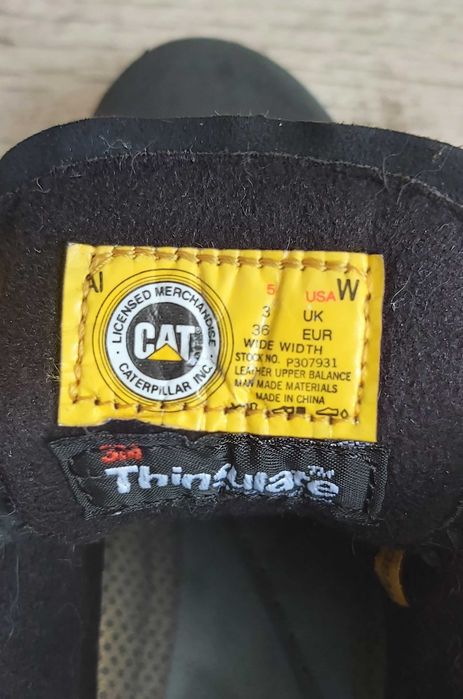 LICENSED MERCHANDISE
CAT
CATERPILLAR INC.
5 USA W
3 UK
36 EUR
WIDE WIDTH
STOCK NO. P307931
LEATHER UPPER BALANCE
MAN MADE MATERIALS
MADE IN CHINA
3M
Thinsulate™